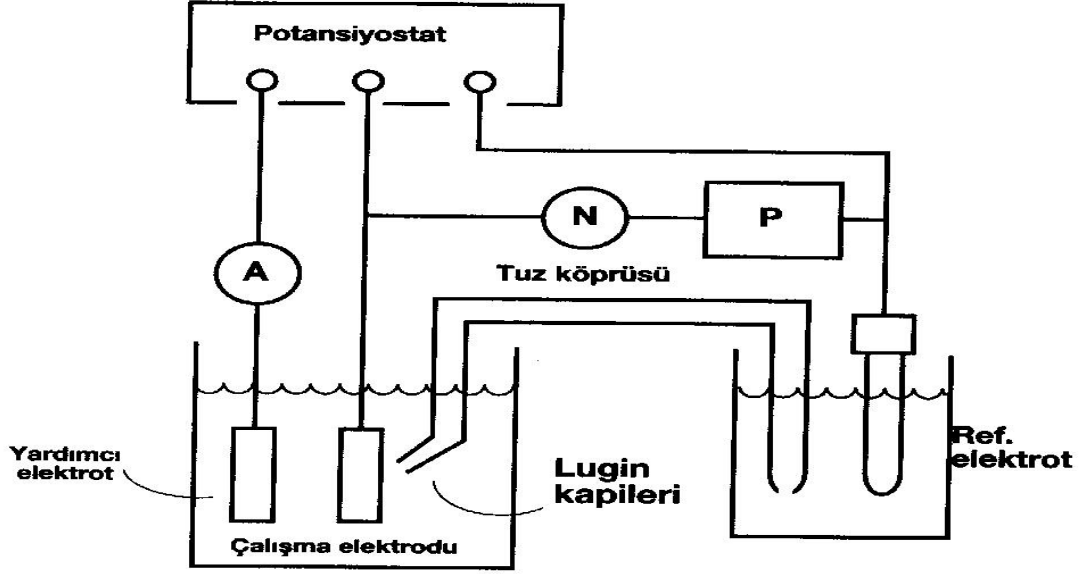 Potansiyostat
N
P
A
Tuz köprüsü
Yardımcı
elektrot
Lugin
kapileri
Ref.
elektrot
Çalışma elektrodu